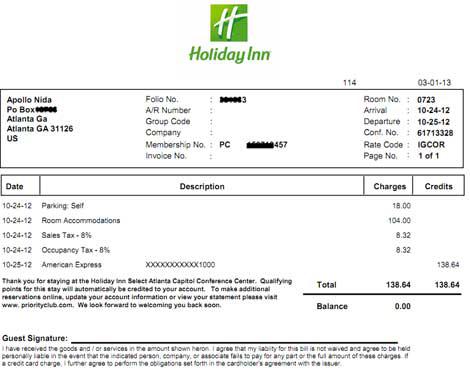 H
Holiday Inn
114 03-01-13
Apollo Nida Folio No. : 3 Room No. : 0723
Po Box A/R Number : Arrival : 10-24-12
Atlanta Ga Group Code : Departure : 10-25-12
Atlanta GA 31126 Company : Conf. No. : 61713328
US Membership No. : PC 457 Rate Code : IGCOR
Invoice No. : Page No. : 1 of 1
Date Description Charges Credits
10-24-12 Parking: Self 18.00
10-24-12 Room Accommodations 104.00
10-24-12 Sales Tax - 8% 8.32
10-24-12 Occupancy Tax - 8% 8.32
10-25-12 American Express XXXXXXXXXXX1000 138.64
Thank you for staying at the Holiday Inn Select Atlanta Capitol Conference Center. Qualifying
points for this stay will automatically be credited to your account. To make additional
reservations online, update your account information or view your statement please visit
www.priorityclub.com. We look forward to welcoming you back soon.
Total 138.64 138.64
Balance 0.00
Guest Signature:
I have received the goods and / or services in the amount shown heron. I agree that my liablity for this bill is not waived and agree to be held
personally liable in the event that the indicated person, company, or associate fails to pay for any part or the full amount of these charges. If
a credit card charge, I further agree to perform the obligations set forth in the cardholder's agreement with the issuer.